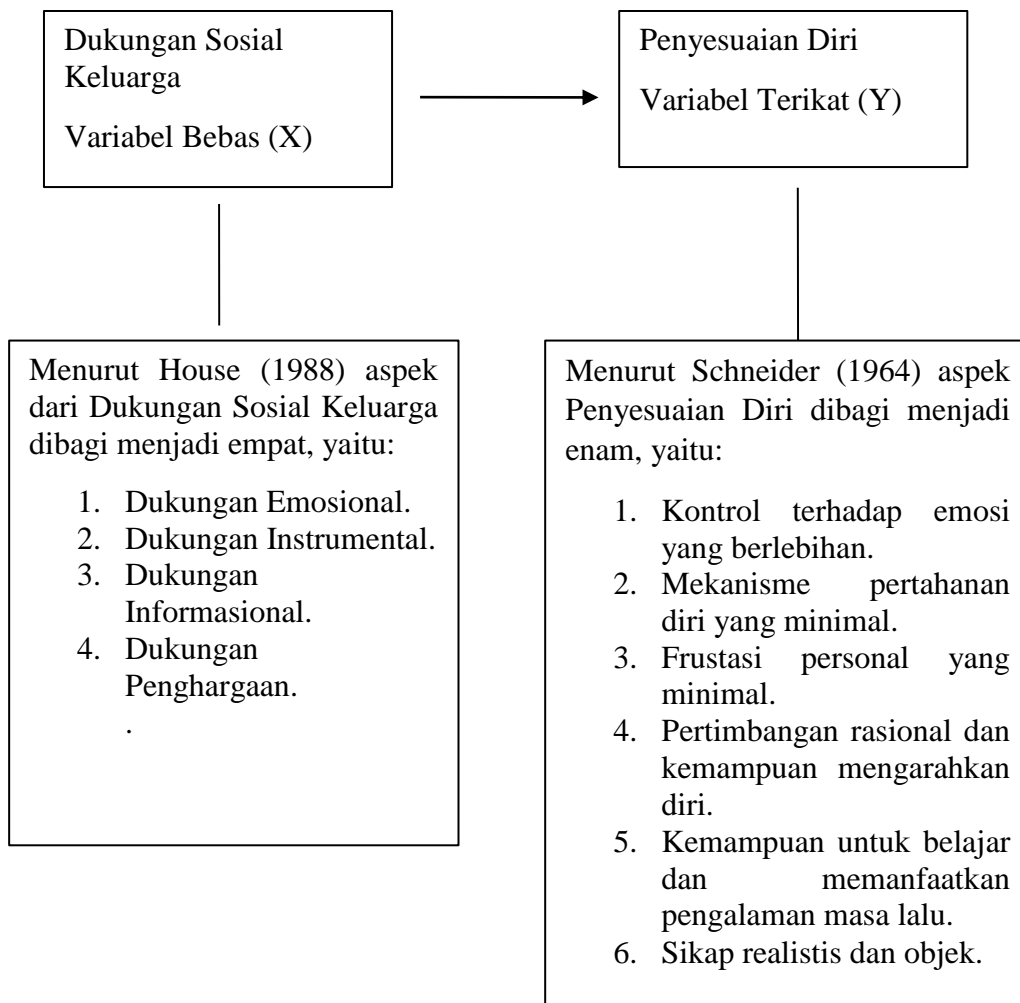 Dukungan Sosial
Keluarga
Variabel Bebas (X)
Penyesuaian Diri
Variabel Terikat (Y)
Menurut House (1988) aspek
dari Dukungan Sosial Keluarga
dibagi menjadi empat, yaitu:
1. Dukungan Emosional.
2. Dukungan Instrumental.
3. Dukungan
Informasional.
4. Dukungan
Penghargaan.
.
Menurut Schneider (1964) aspek
Penyesuaian Diri dibagi menjadi
enam, yaitu:
1. Kontrol terhadap emosi
yang berlebihan.
2. Mekanisme pertahanan
diri yang minimal.
3. Frustasi personal yang
minimal.
4. Pertimbangan rasional dan
kemampuan mengarahkan
diri.
5. Kemampuan untuk belajar
dan memanfaatkan
pengalaman masa lalu.
6. Sikap realistis dan objek.